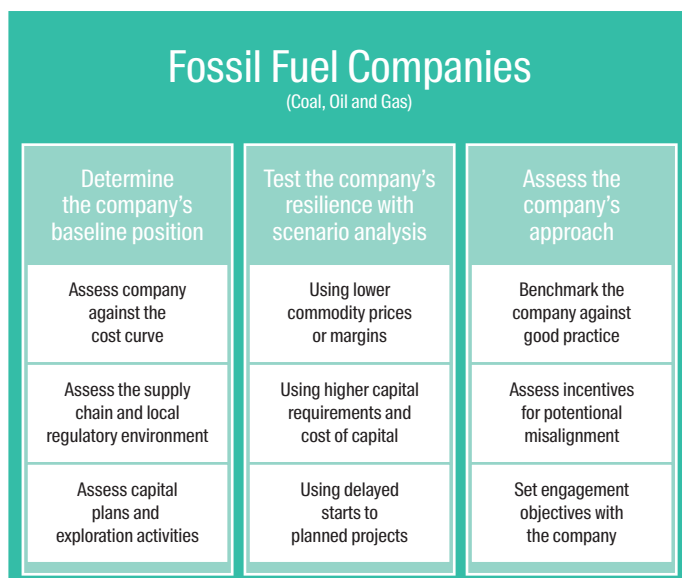 Fossil Fuel Companies
(Coal, Oil and Gas)
Determine
the company's
baseline position
Assess company
against the
cost curve
Assess the supply
chain and local
regulatory environment
Assess capital
plans and
exploration activities
Test the company's
resilience with
scenario analysis
Using lower
commodity prices
or margins
Using higher capital
requirements and
cost of capital
Using delayed
starts to
planned projects
Assess the
company's
approach
Benchmark the
company against
good practice
Assess incentives
for potentional
misalignment
Set engagement
objectives with
the company